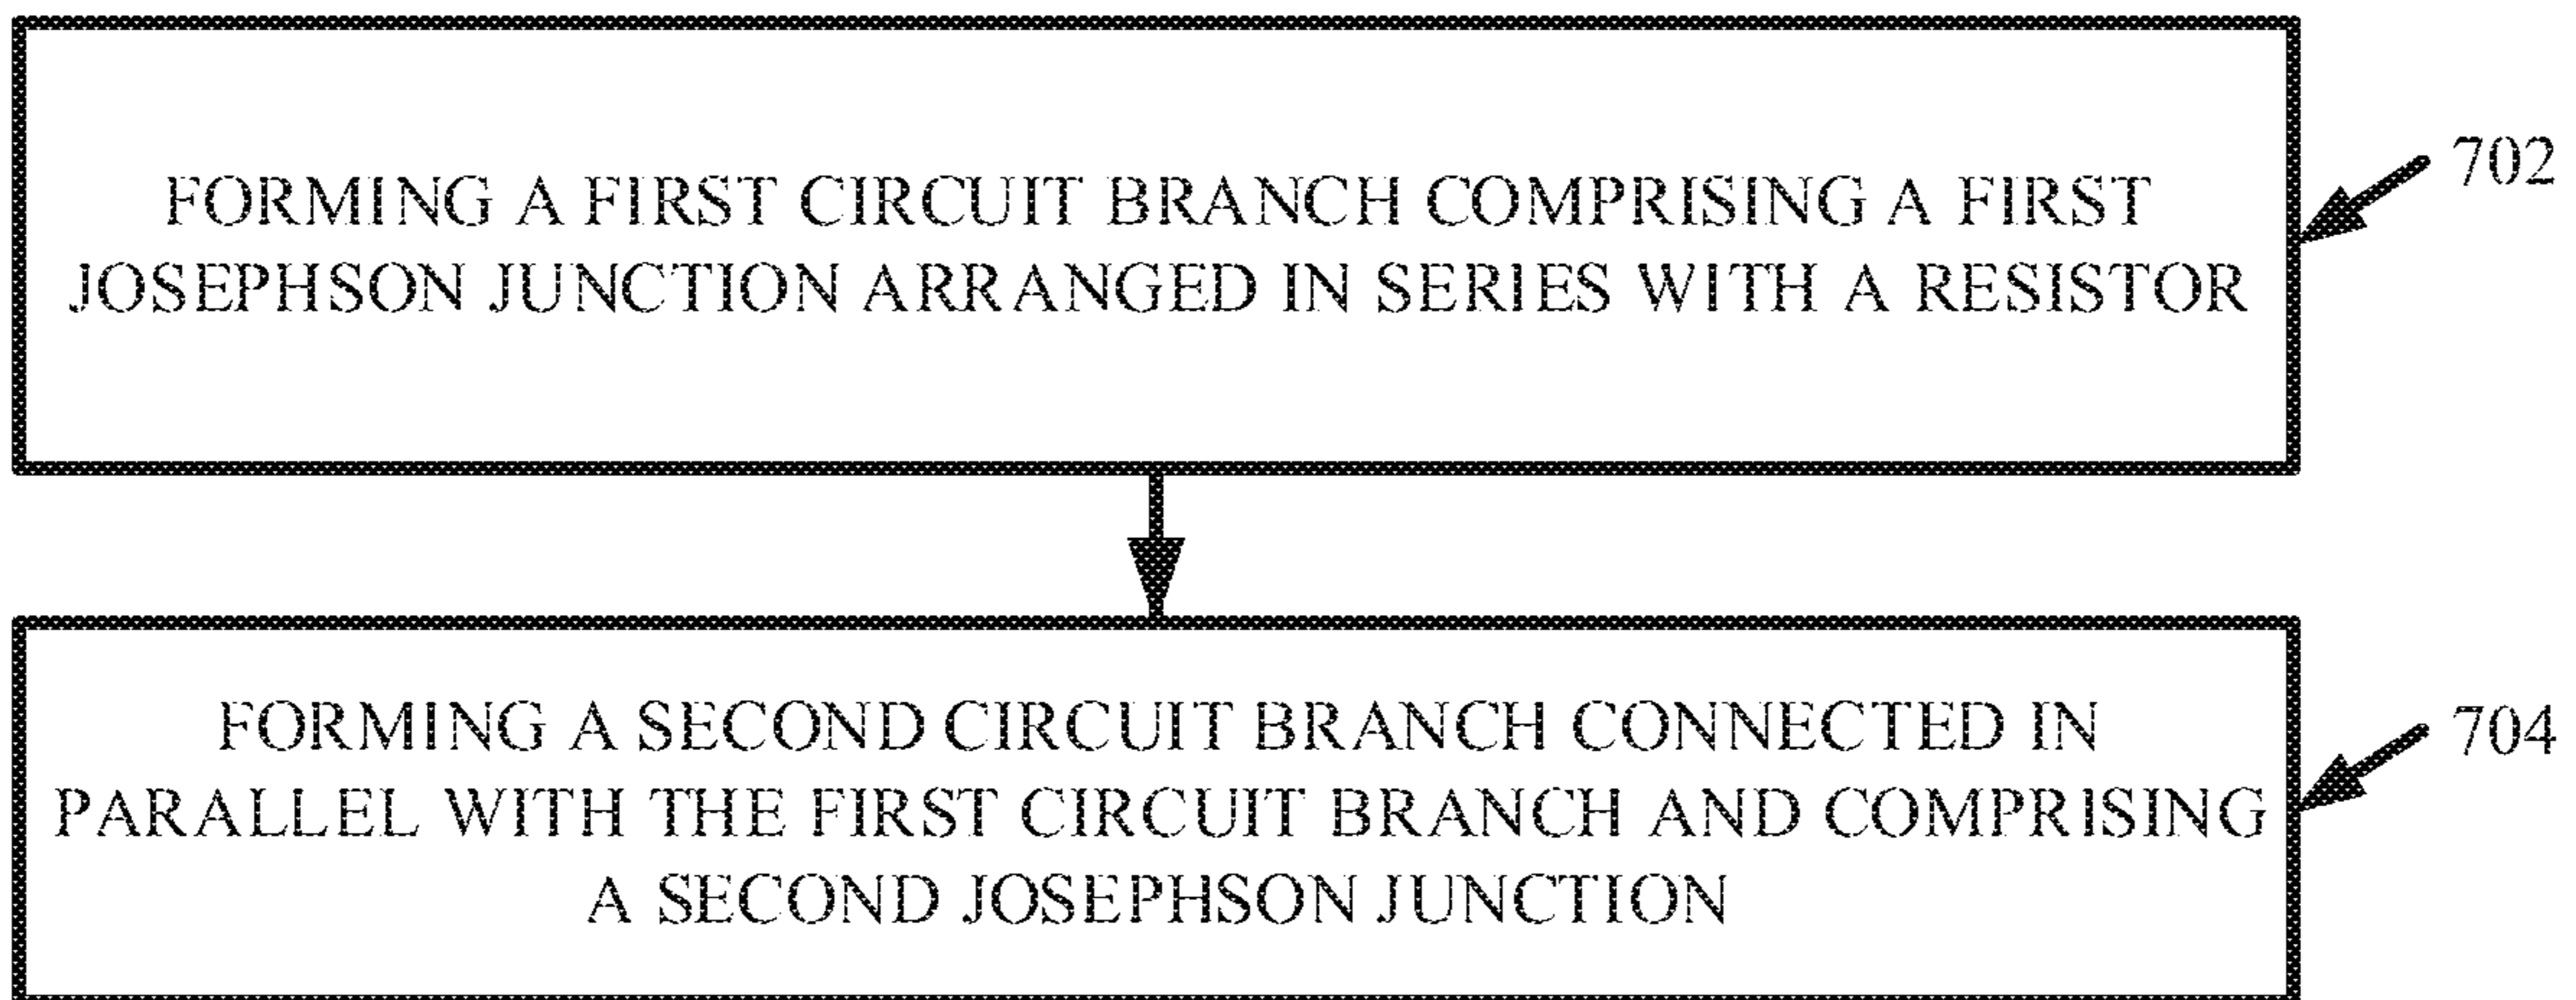 FORMING A FIRST CIRCUIT BRANCH COMPRISING A FIRST
JOSEPHSON JUNCTION ARRANGED IN SERIES WITH A RESISTOR
702
FORMING A SECOND CIRCUIT BRANCH CONNECTED IN
PARALLEL WITH THE FIRST CIRCUIT BRANCH AND COMPRISING
A SECOND JOSEPHSON JUNCTION
704